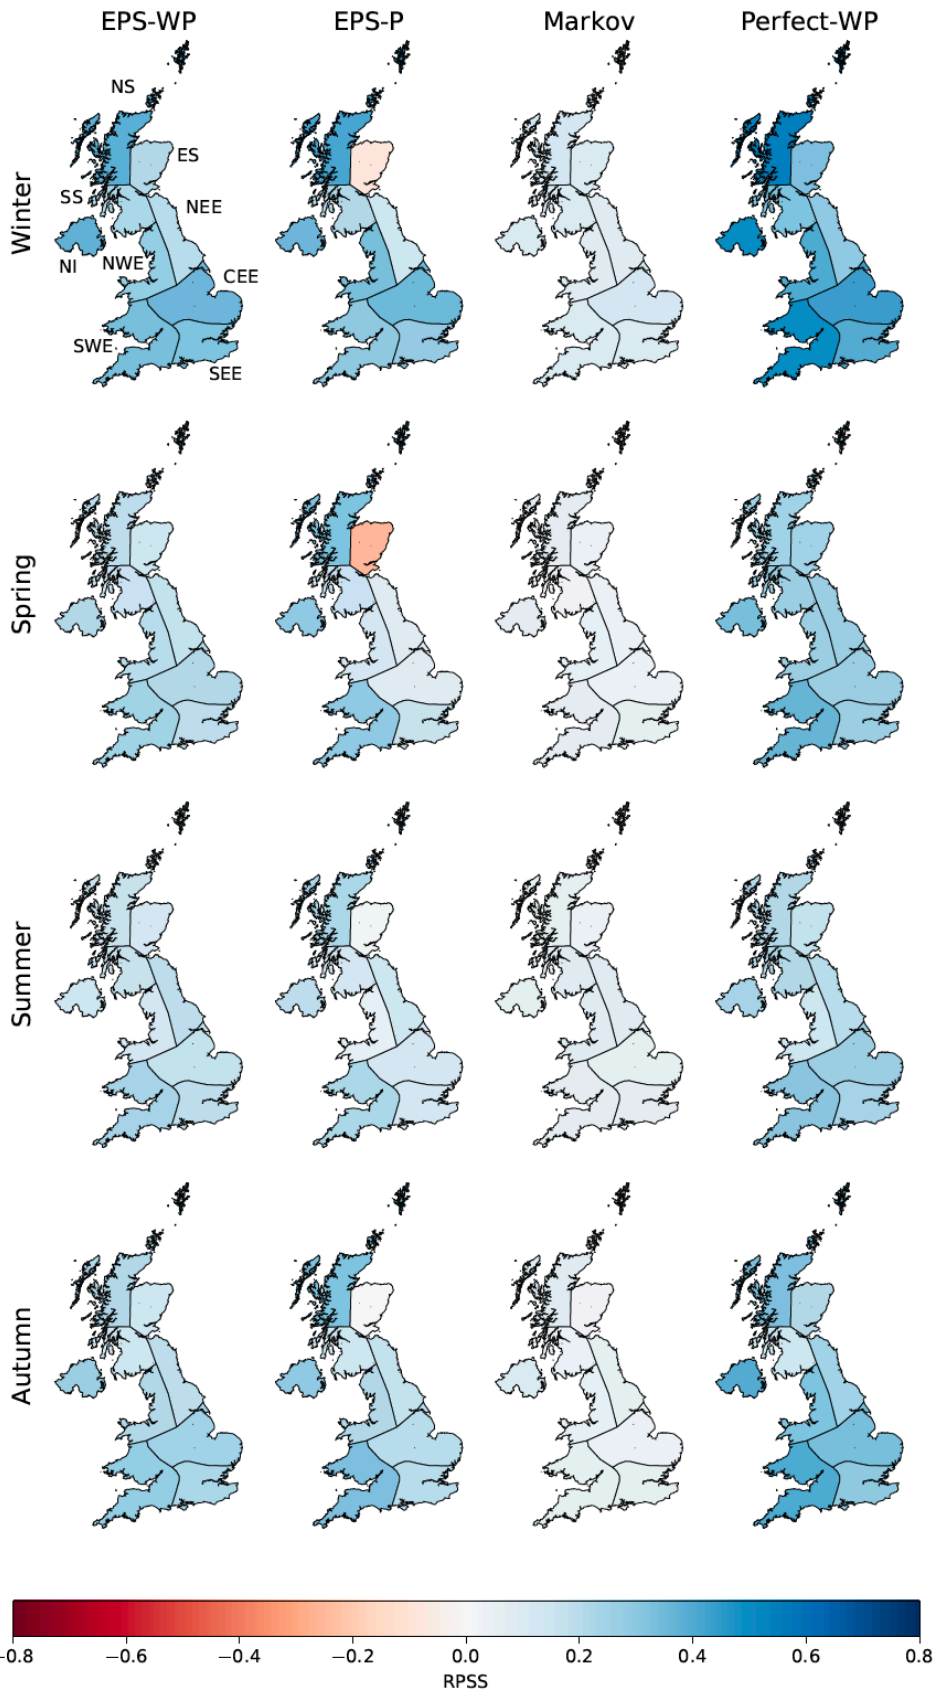 EPS-WP EPS-P Markov Perfect-WP
Winter
NS
ES
SS
NEE
NI
NWE
CEE
SWE
SEE
Spring
Summer
Autumn
−0.8 −0.6 −0.4 −0.2 0.0 0.2 0.4 0.6 0.8
RPSS